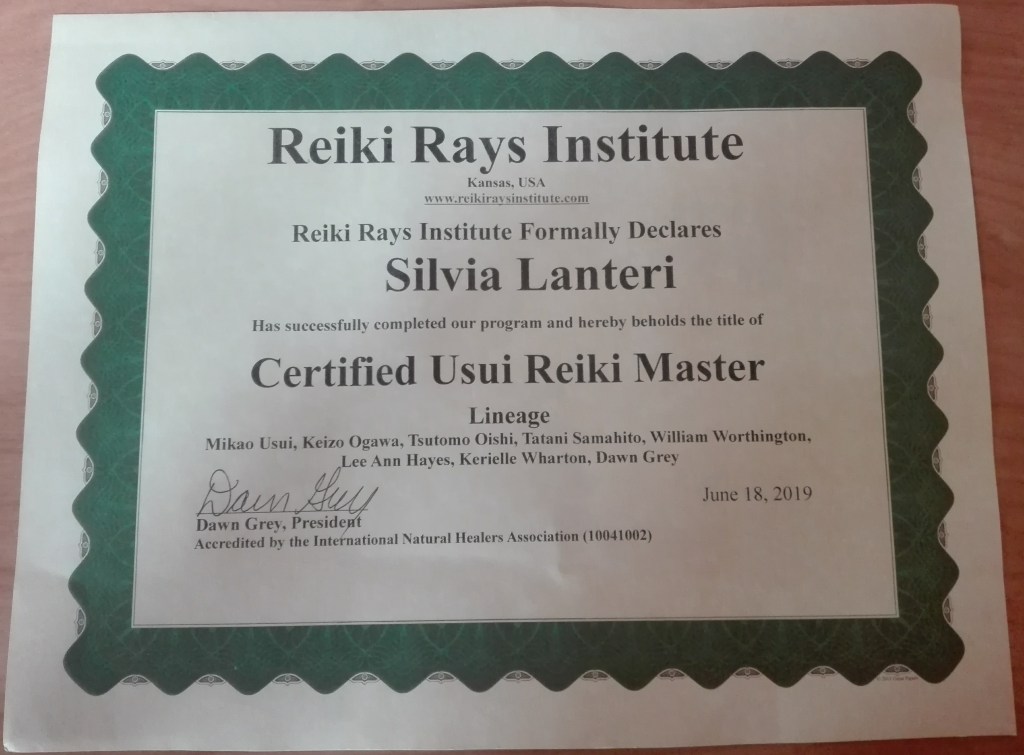 Reiki Rays Institute
Kansas, USA
www.reikiraysinstitute.com
Reiki Rays Institute Formally Declares
Silvia Lanteri
Has successfully completed our program and hereby beholds the title of
Certified Usui Reiki Master
Lineage
Mikao Usui, Keizo Ogawa, Tsutomo Oishi, Tatani Samahito, William Worthington,
Lee Ann Hayes, Kerielle Wharton, Dawn Grey
Dawn Grey
June 18, 2019
Dawn Grey, President
Accredited by the International Natural Healers Association (10041002)